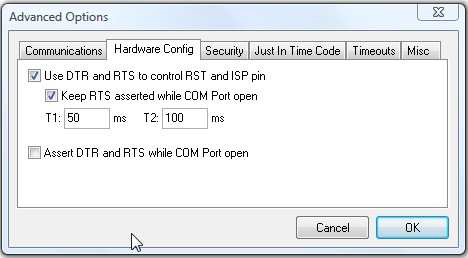 Advanced Options
Communications Hardware Config Security Just In Time Code Timeouts Misc
Use DTR and RTS to control RST and ISP pin
Keep RTS asserted while COM Port open
T1: 50 ms T2: 100 ms
Assert DTR and RTS while COM Port open
Cancel OK